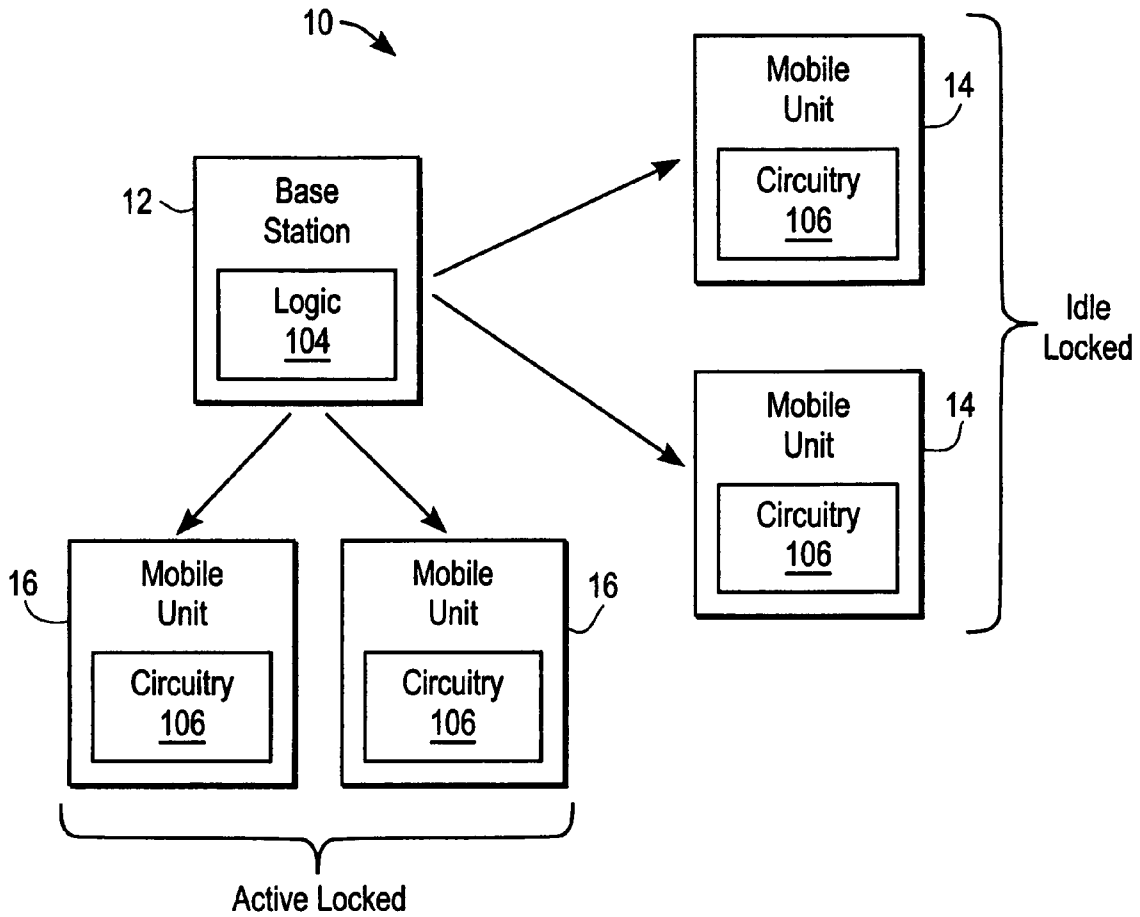 10
Mobile
Unit
14
Circuitry
106
12
Base
Station
Logic
104
Idle
Locked
Mobile
Unit
14
Circuitry
106
16
Mobile
Unit
Circuitry
106
Mobile
Unit
16
Circuitry
106
Active Locked